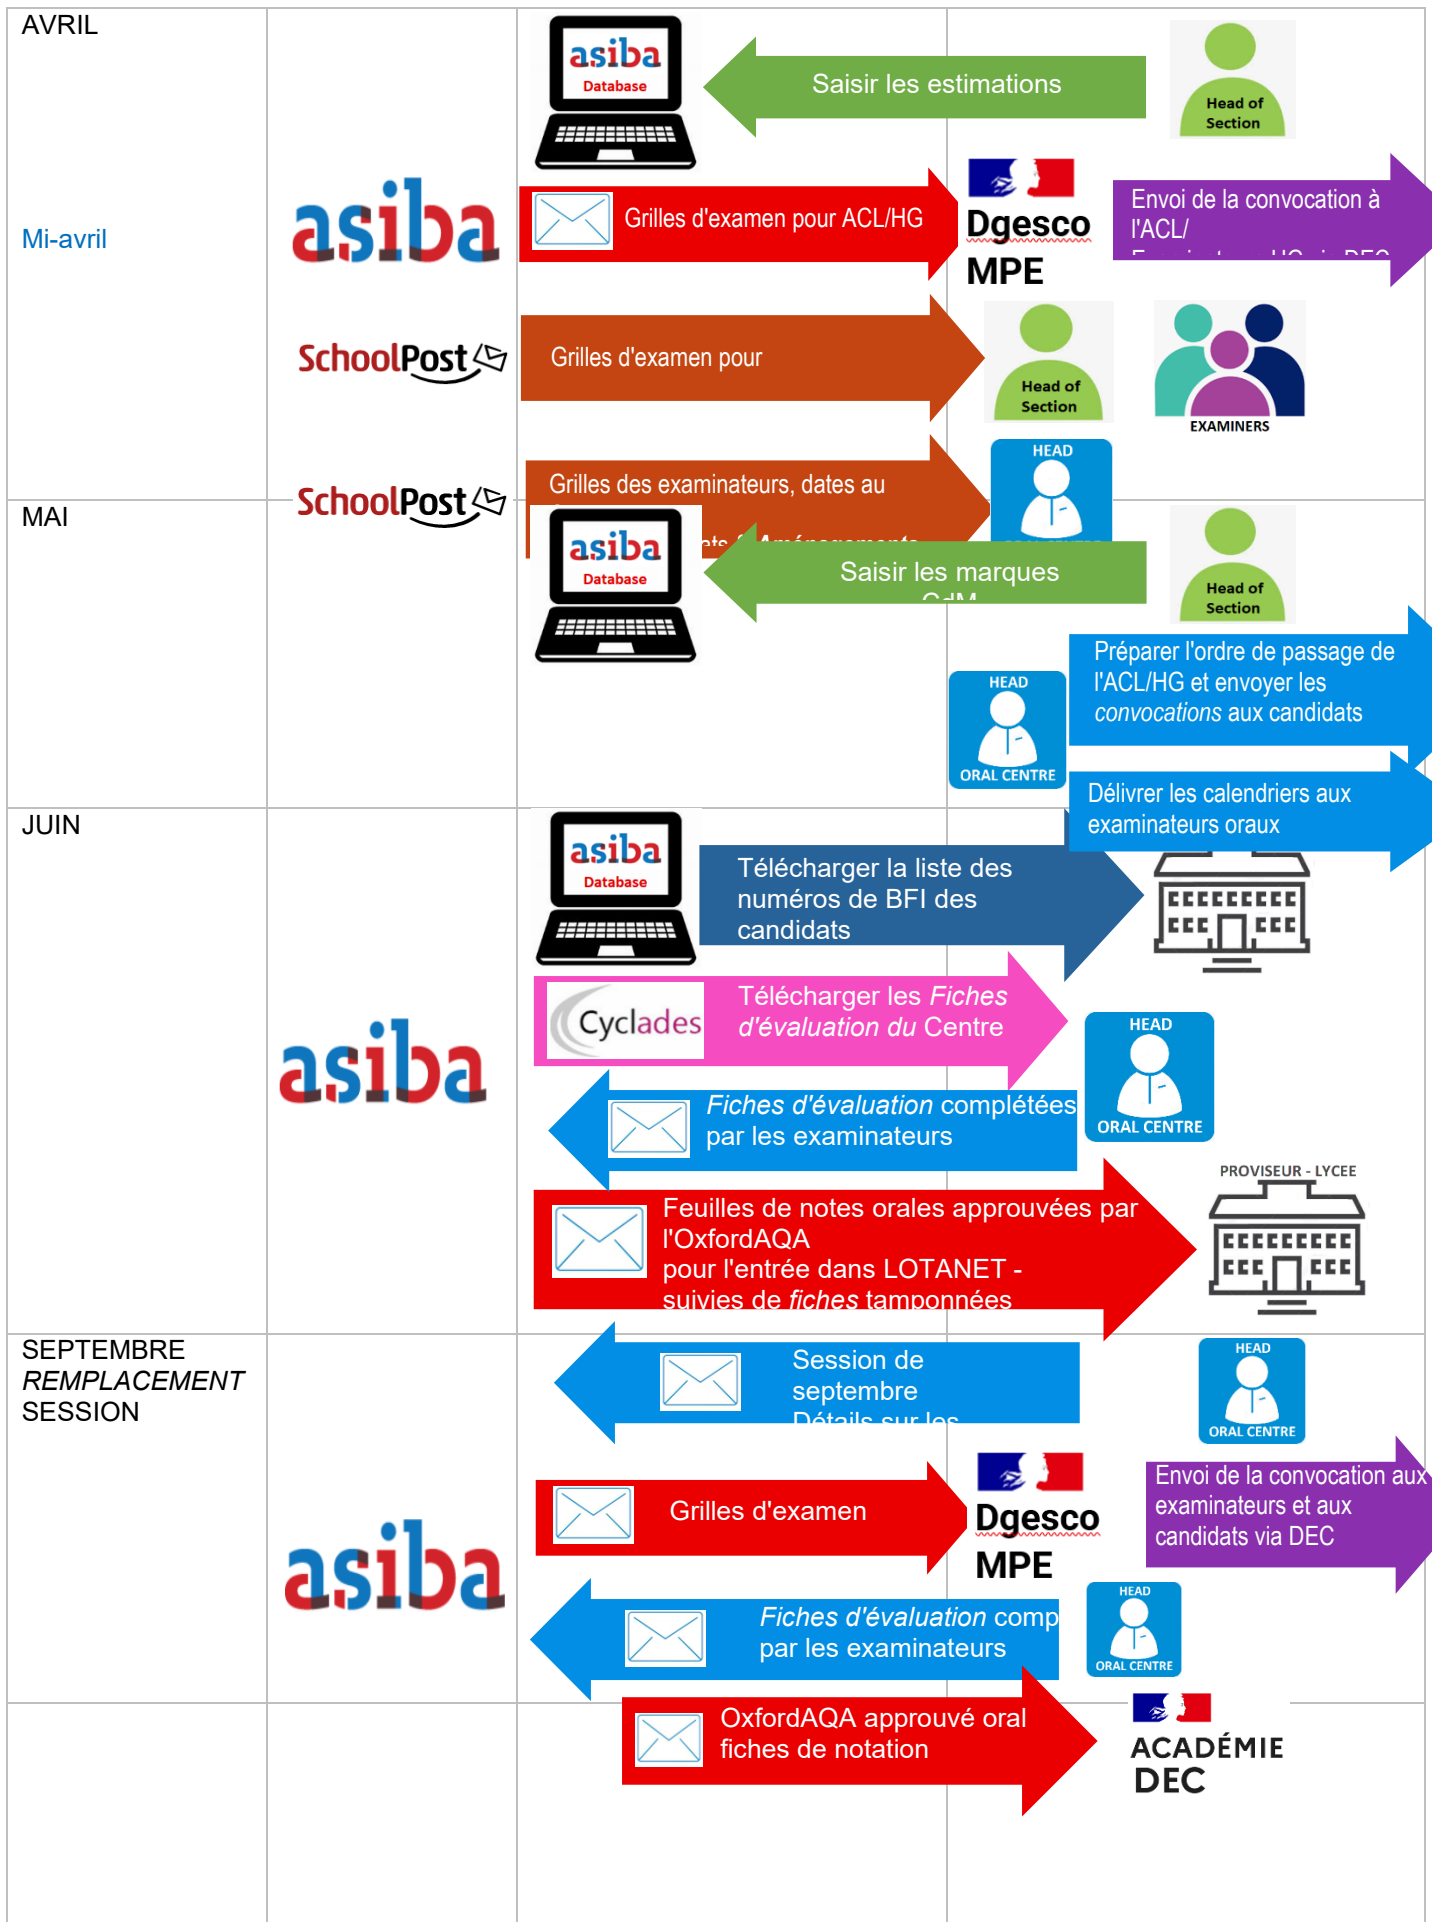 AVRIL
asiba
Database
Saisir les estimations
Head of
Section
Mi-avril
asiba
Grilles d'examen pour ACL/HG
Dgesco
MPE
Envoi de la convocation à
l'ACL/
SchoolPost
Grilles d'examen pour
Head of
Section
EXAMINERS
SchoolPost
Grilles des examinateurs, dates au
HEAD
MAI
asiba
Database
Saisir les marques
CdM
Head of
Section
HEAD
ORAL CENTRE
Préparer l'ordre de passage de
l'ACL/HG et envoyer les
convocations aux candidats
Délivrer les calendriers aux
examinateurs oraux
JUIN
asiba
Database
Télécharger la liste des
numéros de BFI des
candidats
asiba
Cyclades
Télécharger les Fiches
d'évaluation du Centre
HEAD
ORAL CENTRE
Fiches d'évaluation complétées
par les examinateurs
PROVISEUR - LYCEE
Feuilles de notes orales approuvées par
l'OxfordAQA
pour l'entrée dans LOTANET -
suivies de fiches tamponnées
SEPTEMBRE
REMPLACEMENT
SESSION
Session de
septembre
Détails sur les
HEAD
ORAL CENTRE
asiba
Grilles d'examen
Dgesco
MPE
Envoi de la convocation aux
examinateurs et aux
candidats via DEC
Fiches d'évaluation comp
par les examinateurs
HEAD
ORAL CENTRE
OxfordAQA approuvé oral
fiches de notation
ACADÉMIE
DEC